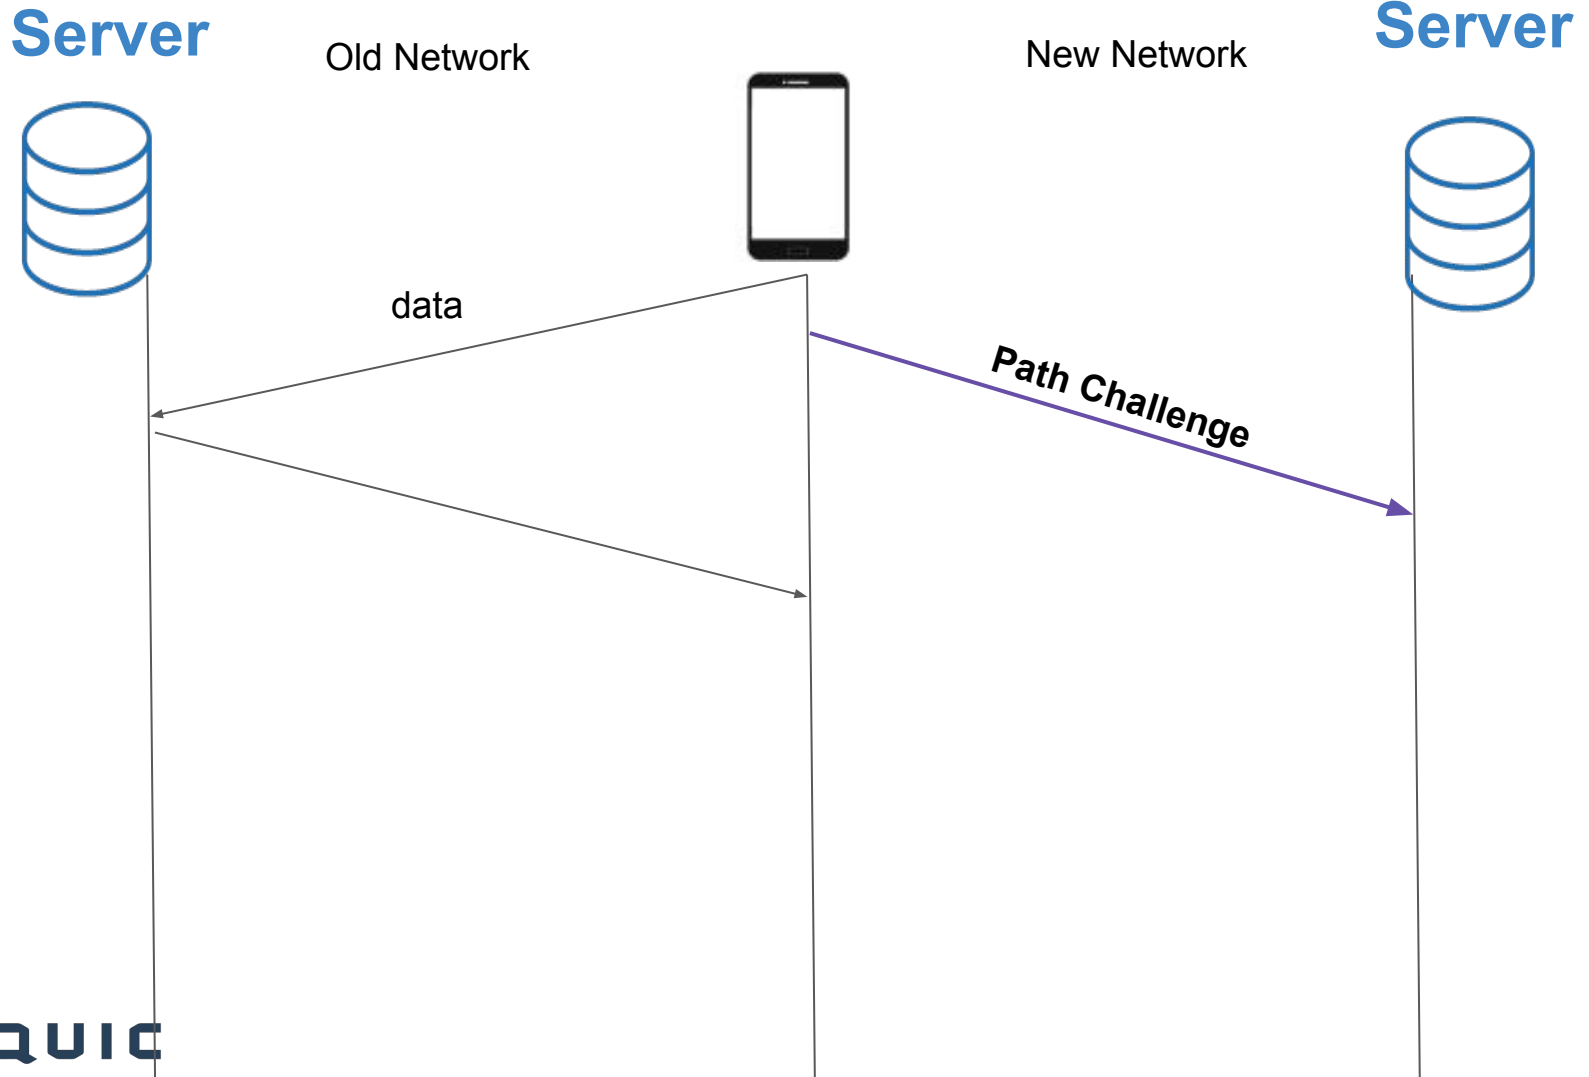 Server
Old Network
New Network
Server
data
Path Challenge
QUIC